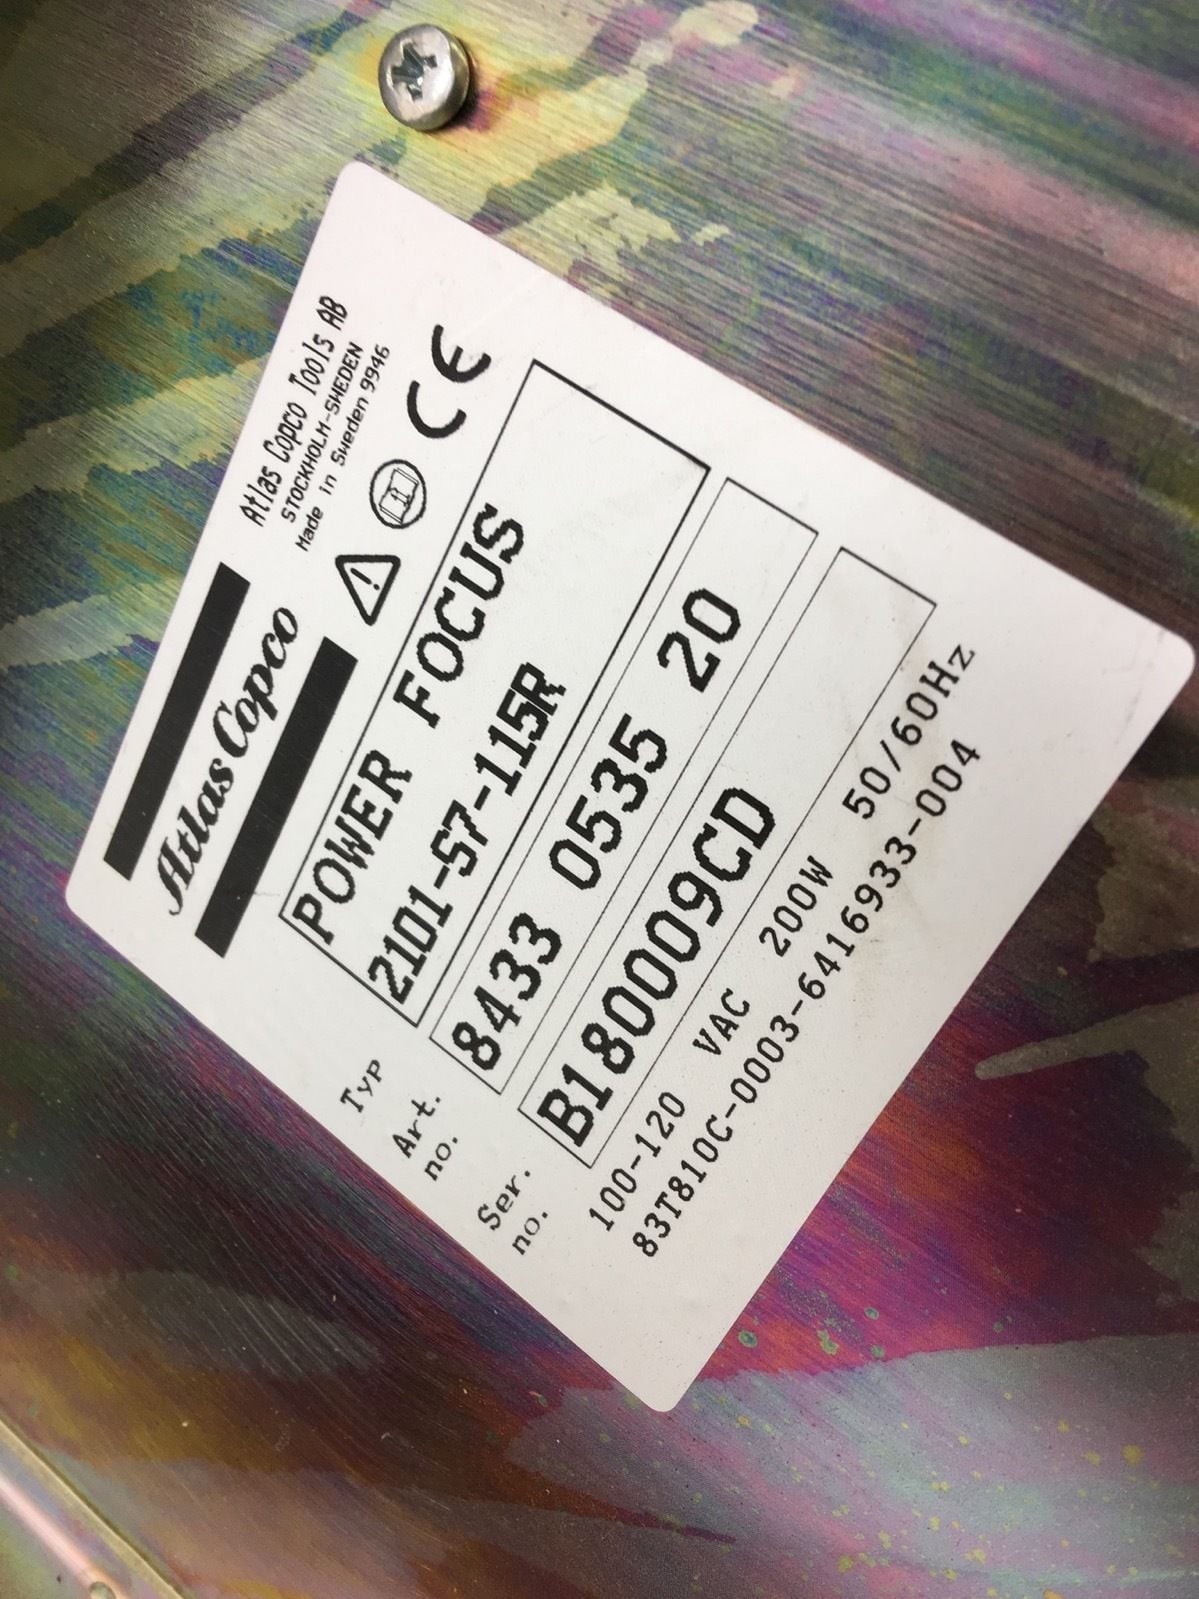 Atlas Copco
Atlas Copco Tools AB
STOCKHOLM-SWEDEN
Made in Sweden 9946
CE
Typ
POWER FOCUS
2101-S7-115R
Art.
no.
8433 0535 20
Ser.
no.
B180009CD
100-120 VAC 200W 50/60Hz
83T810C-0003-6416933-004